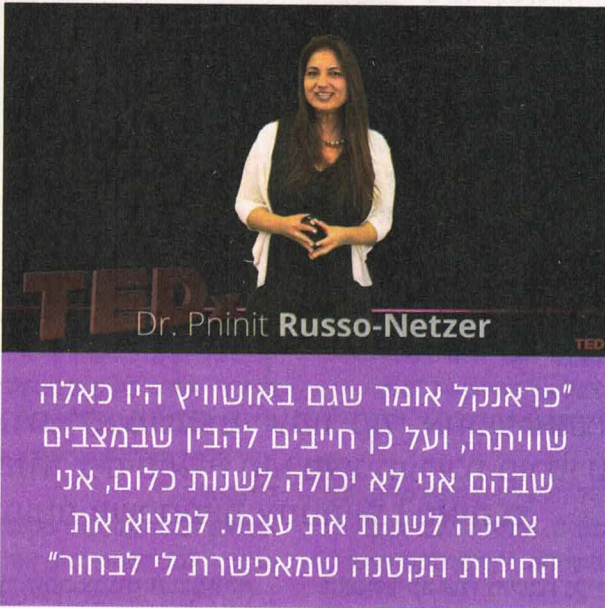 TEDx
Dr. Pninit Russo-Netzer
TED
"פראנקל אומר שגם באושוויץ היו כאלה
שוויתרו, ועל כן חייבים להבין שבמצבים
שבהם אני לא יכולה לשנות כלום, אני
צריכה לשנות את עצמי. למצוא את
החירות הקטנה שמאפשרת לי לבחור"